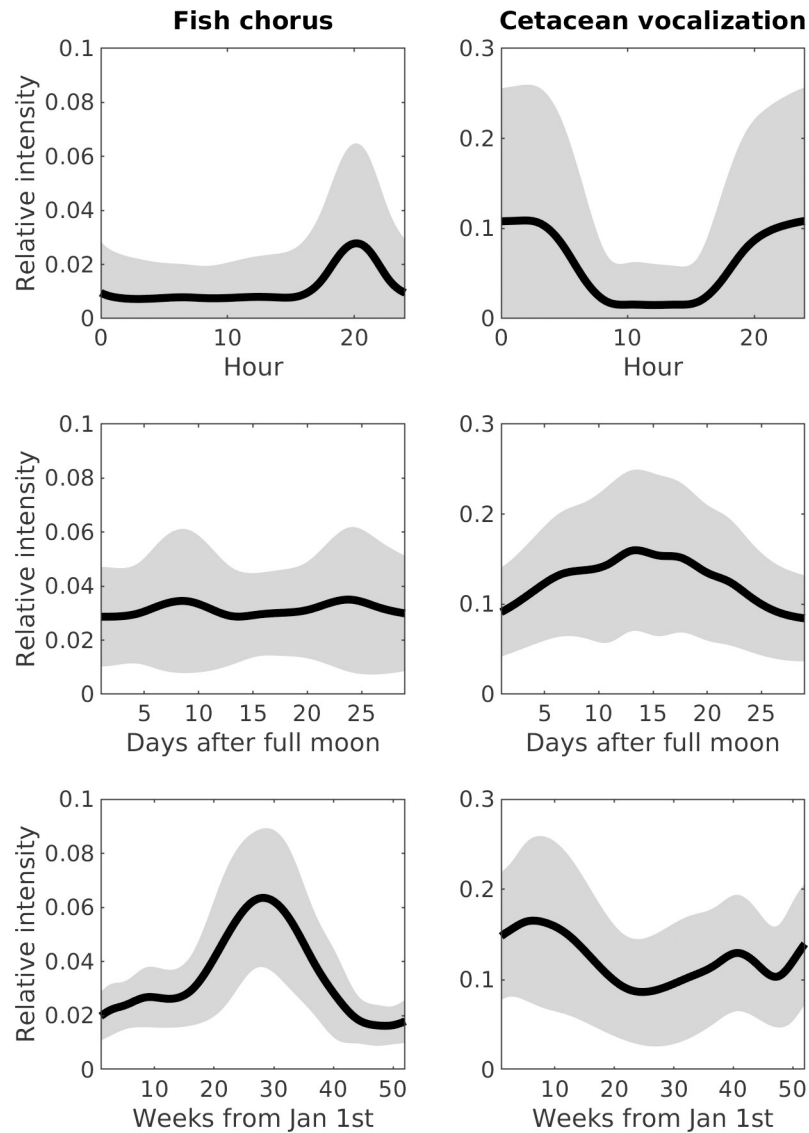 Fish chorus
Cetacean vocalization
Relative intensity
0.1
0.08
0.06
0.04
0.02
0
0 10 20
Hour
0.3
0.2
0.1
0
0 10 20
Hour
Relative intensity
0.1
0.08
0.06
0.04
0.02
0
5 10 15 20 25
Days after full moon
0.3
0.2
0.1
0
5 10 15 20 25
Days after full moon
Relative intensity
0.1
0.08
0.06
0.04
0.02
0
10 20 30 40 50
Weeks from Jan 1st
0.3
0.2
0.1
0
10 20 30 40 50
Weeks from Jan 1st